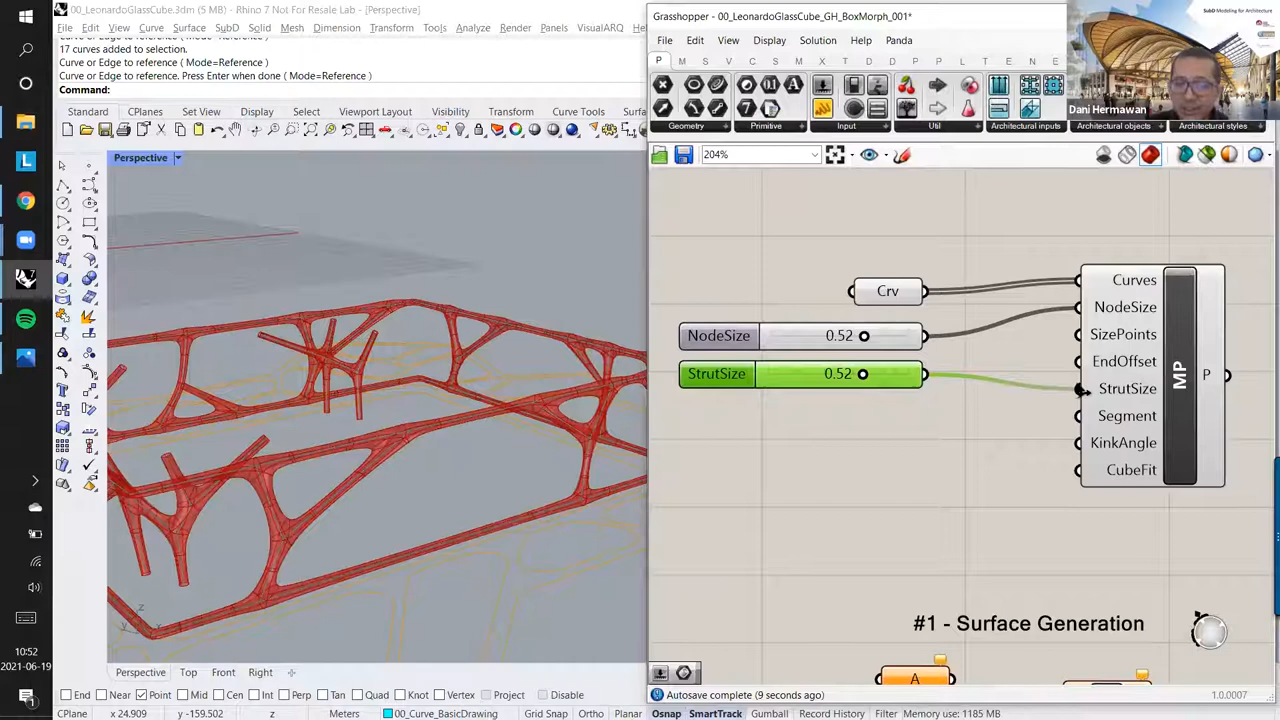 00_LeonardoGlassCube.3dm (5 MB) - Rhino 7 Not For Resale Lab - [Perspective]
File Edit View Curve Surface SubD Solid Mesh Dimension Transform Tools Analyze Render Panels VisualARQ H
17 curves added to selection.
Curve or Edge to reference ( Mode=Reference )
Curve or Edge to reference. Press Enter when done ( Mode=Reference )
Command:
Standard CPlanes Set View Display Select Viewport Layout Visibility Transform Curve Tools
Perspective
z
y
x
Perspective Top Front Right
End Near Point Mid Cen Int Perp Tan Quad Knot Vertex Project Disable
CPlane x 24.909 y -159.502 z Meters 00_Curve_BasicDrawing Grid Snap Ortho Planar Osnap SmartTrack Gumball Record History Filter Memory use: 1185 MB
10:52
2021-06-19
Grasshopper - 00_LeonardoGlassCube_GH_BoxMorph_001*
File Edit View Display Solution Help Panda
P M S V C S M I T D W X V L K B F H E N D
Geometry Primitive Input Util Architectural inputs Architectural objects Architectural styles
204%
SubD Modeling for Architecture
Dani Hermawan
Crv
NodeSize 0.52
StrutSize 0.52
Curves
NodeSize
SizePoints
EndOffset
StrutSize
Segment
KinkAngle
CubeFit
MP
P
#1 - Surface Generation
A
Autosave complete (9 seconds ago)
1.0.0007